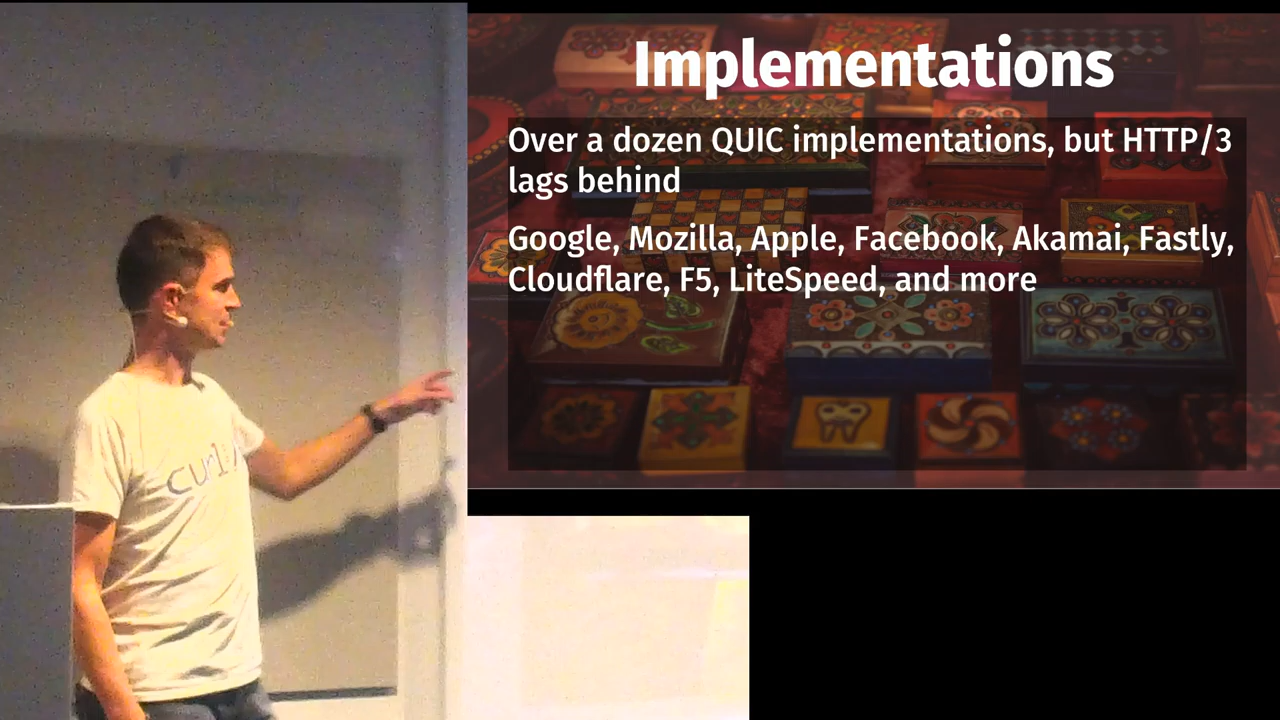 Implementations
Over a dozen QUIC implementations, but HTTP/3
lags behind
Google, Mozilla, Apple, Facebook, Akamai, Fastly,
Cloudflare, F5, LiteSpeed, and more
curl